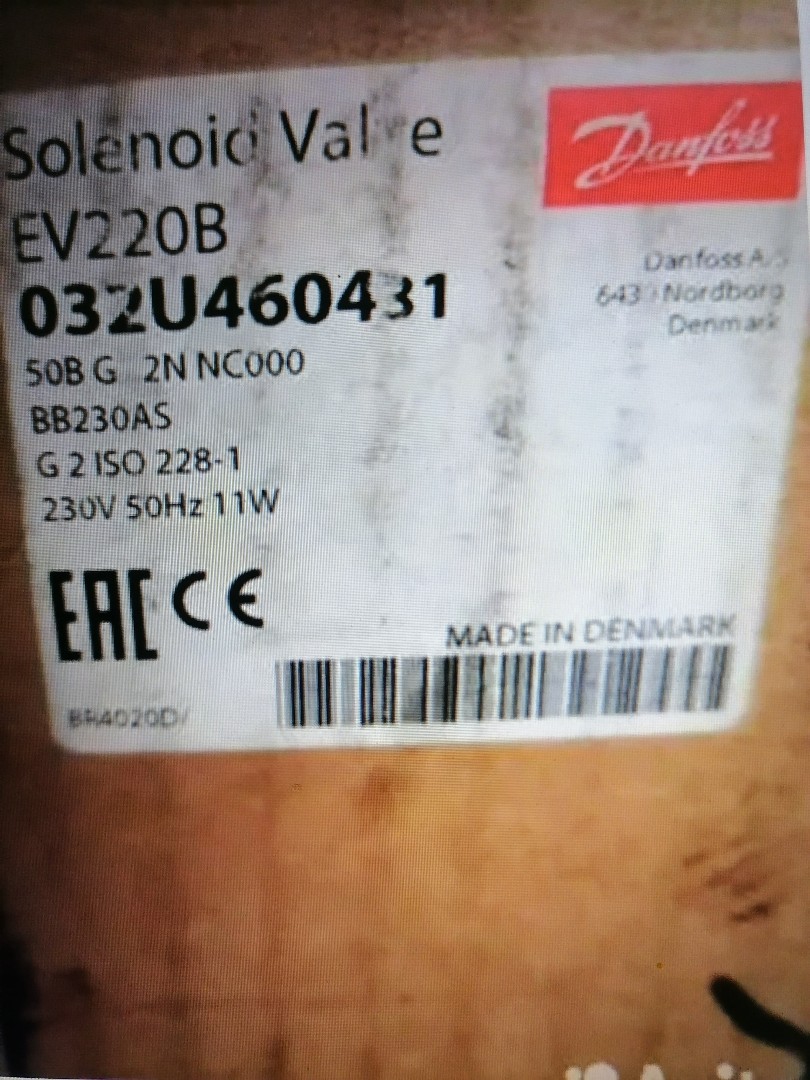 Solenoid Valve
Danfoss
EV220B
032U460431
Danfoss A/S
6430 Nordborg
Denmark
50B G 2N NC000
BB230AS
G 2 ISO 228-1
230V 50Hz 11W
EAC CE
MADE IN DENMARK